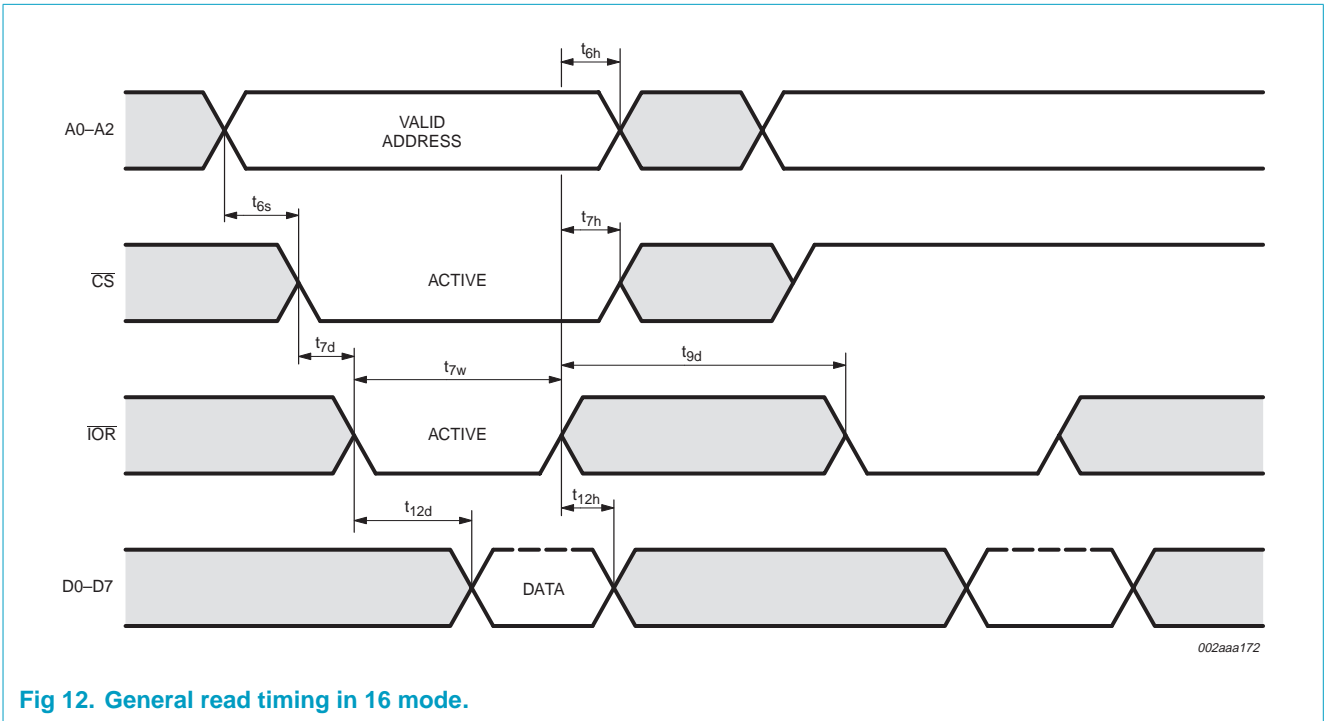 t6h
A0–A2
VALID
ADDRESS
t6s
t7h
CS
ACTIVE
t7d
t7w
t9d
IOR
ACTIVE
t12d
t12h
D0–D7
DATA
002aaa172
Fig 12. General read timing in 16 mode.